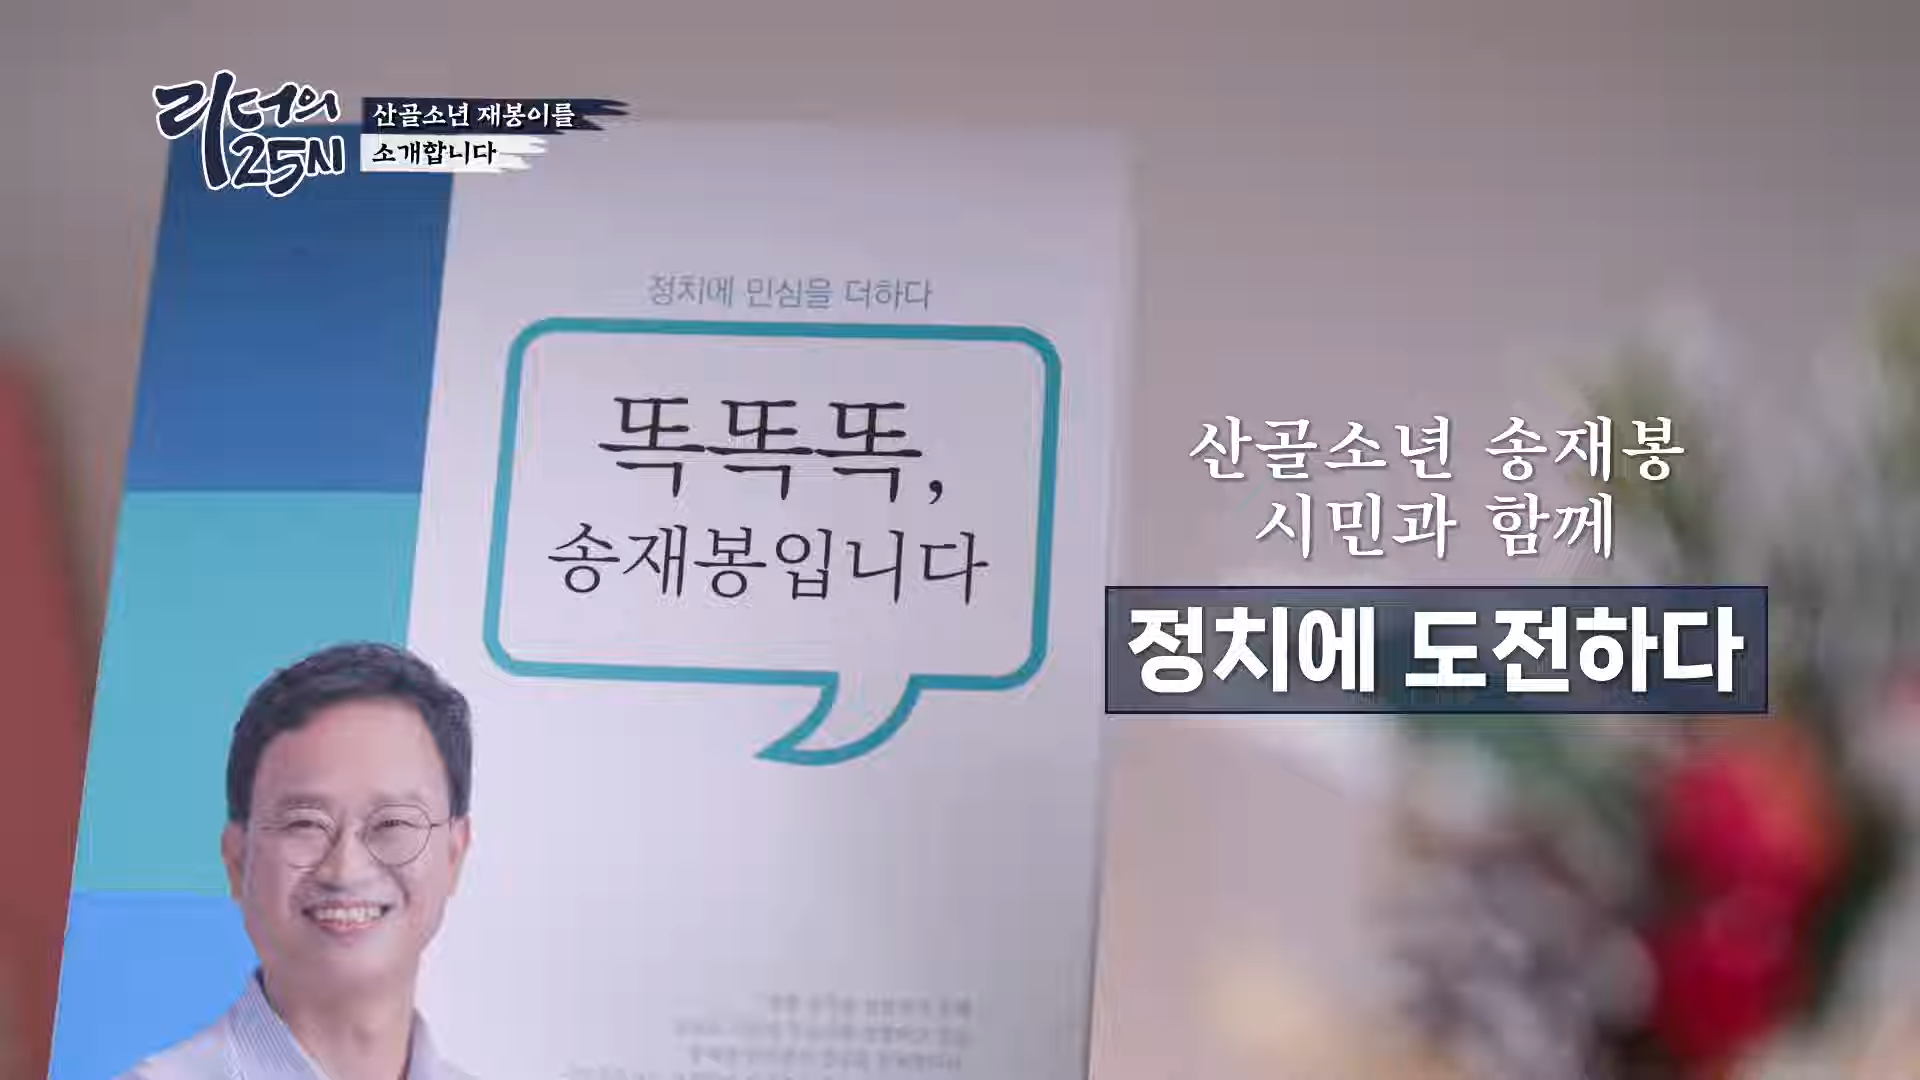 리더의
25시
산골소년 재봉이를
소개합니다
정치에 민심을 더하다
똑똑똑,
송재봉입니다
산골소년 송재봉
시민과 함께
정치에 도전하다